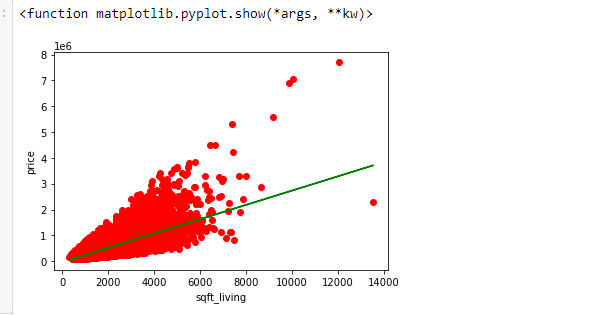 : <function matplotlib.pyplot.show(*args, **kw)>
1e6
8
7
6
5
4
3
2
1
0
price
0 2000 4000 6000 8000 10000 12000 14000
sqft_living